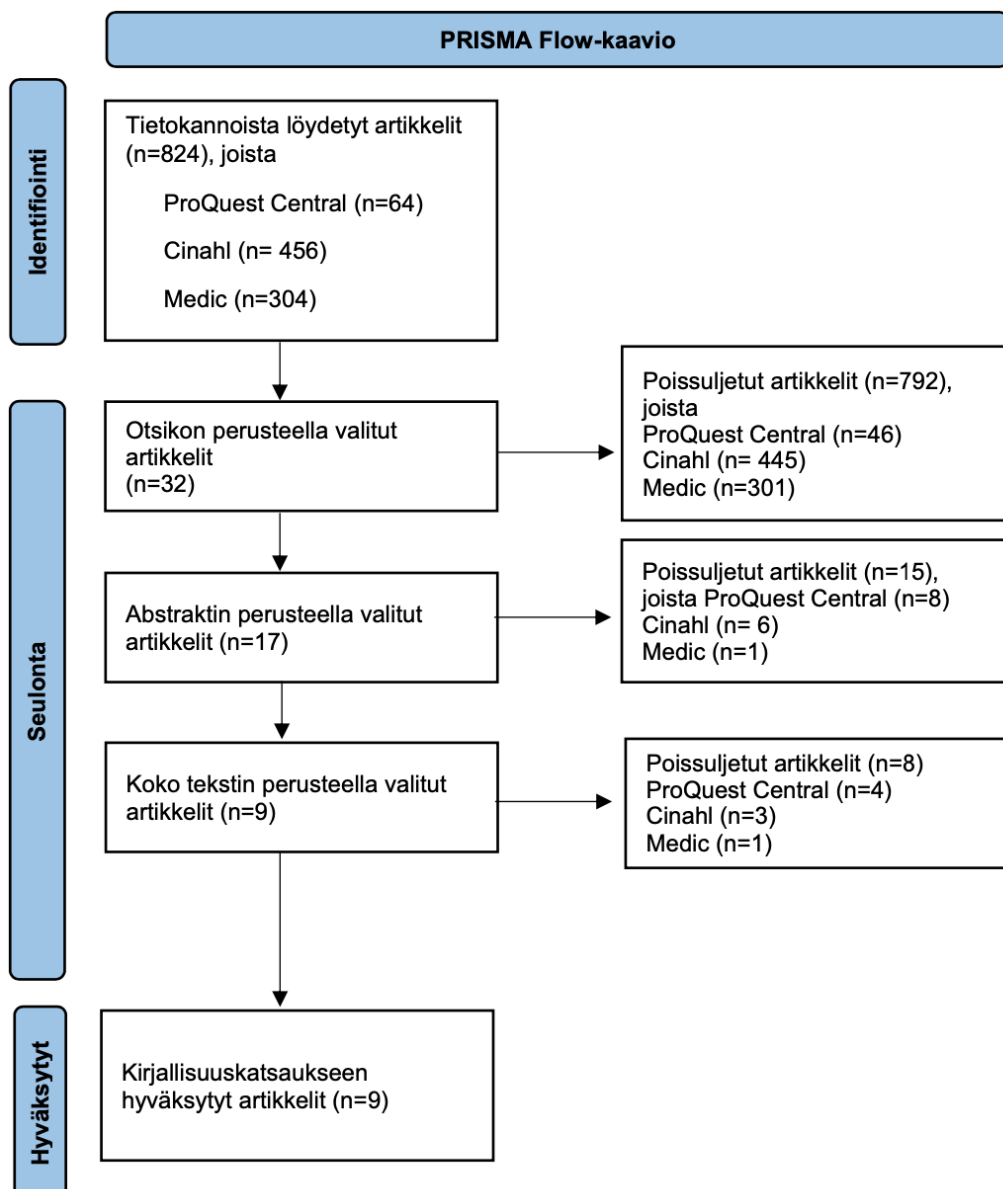 PRISMA Flow-kaavio
Identifiointi
Tietokannoista löydetyt artikkelit
(n=824), joista
ProQuest Central (n=64)
Cinahl (n= 456)
Medic (n=304)
Seulonta
Otsikon perusteella valitut
artikkelit
(n=32)
Poissuljetut artikkelit (n=792),
joista
ProQuest Central (n=46)
Cinahl (n= 445)
Medic (n=301)
Abstraktin perusteella valitut
artikkelit (n=17)
Poissuljetut artikkelit (n=15),
joista ProQuest Central (n=8)
Cinahl (n= 6)
Medic (n=1)
Koko tekstin perusteella valitut
artikkelit (n=9)
Poissuljetut artikkelit (n=8)
ProQuest Central (n=4)
Cinahl (n=3)
Medic (n=1)
Hyväksytyt
Kirjallisuuskatsaukseen
hyväksytyt artikkelit (n=9)